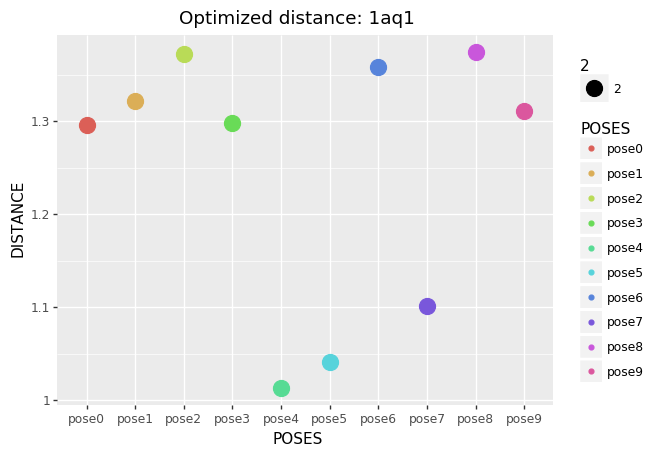 Optimized distance: 1aq1
DISTANCE
1.3
1.2
1.1
1
pose0 pose1 pose2 pose3 pose4 pose5 pose6 pose7 pose8 pose9
POSES
2
2
POSES
pose0
pose1
pose2
pose3
pose4
pose5
pose6
pose7
pose8
pose9